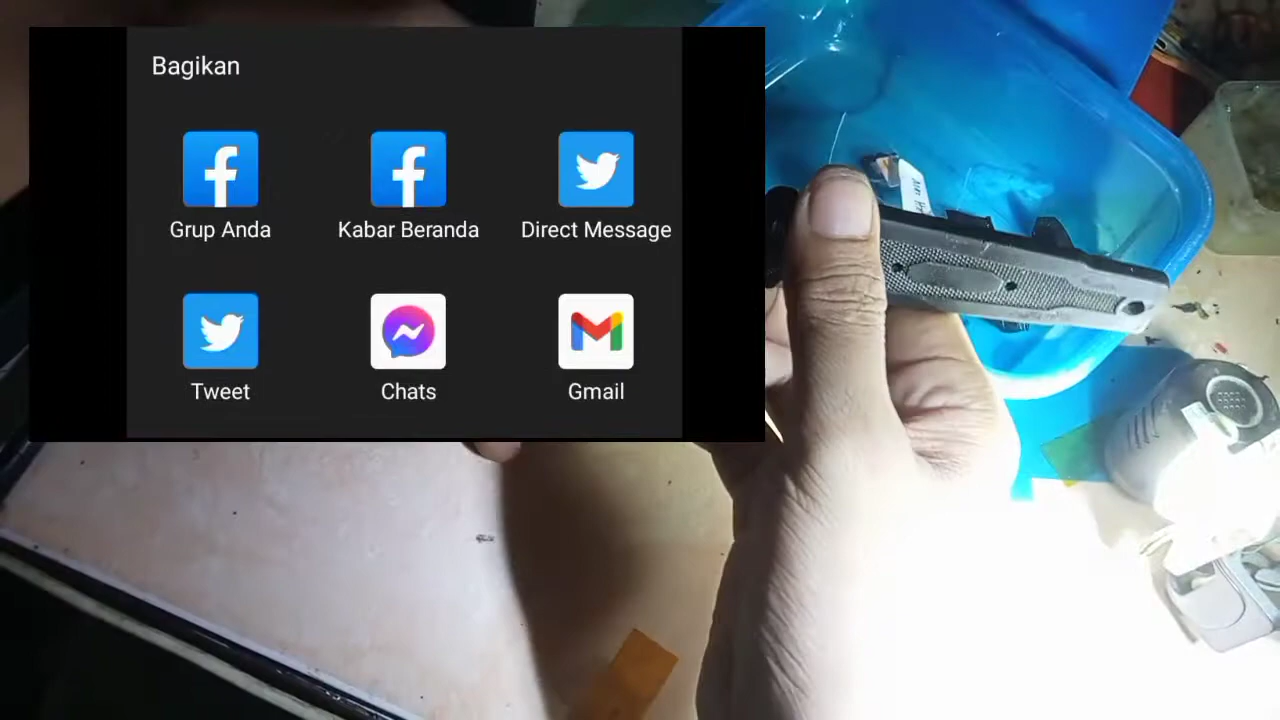 Bagikan
Grup Anda
Kabar Beranda
Direct Message
Tweet
Chats
Gmail